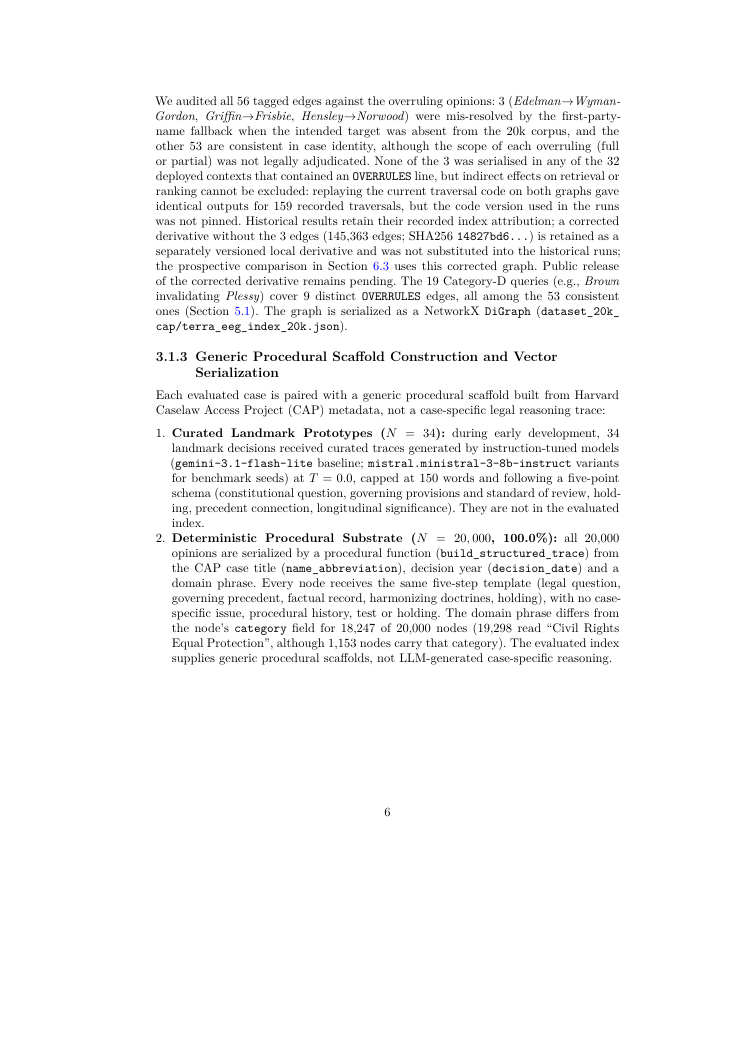 We audited all 56 tagged edges against the overruling opinions: 3 (Edelman→Wyman-
Gordon, Griffin→Frisbie, Hensley→Norwood) were mis-resolved by the first-party-
name fallback when the intended target was absent from the 20k corpus, and the
other 53 are consistent in case identity, although the scope of each overruling (full
or partial) was not legally adjudicated. None of the 3 was serialised in any of the 32
deployed contexts that contained an OVERRULES line, but indirect effects on retrieval or
ranking cannot be excluded: replaying the current traversal code on both graphs gave
identical outputs for 159 recorded traversals, but the code version used in the runs
was not pinned. Historical results retain their recorded index attribution; a corrected
derivative without the 3 edges (145,363 edges; SHA256 14827bd6...) is retained as a
separately versioned local derivative and was not substituted into the historical runs;
the prospective comparison in Section 6.3 uses this corrected graph. Public release
of the corrected derivative remains pending. The 19 Category-D queries (e.g., Brown
invalidating Plessy) cover 9 distinct OVERRULES edges, all among the 53 consistent
ones (Section 5.1). The graph is serialized as a NetworkX DiGraph (dataset_20k_
cap/terra_eeg_index_20k.json).
3.1.3 Generic Procedural Scaffold Construction and Vector
Serialization
Each evaluated case is paired with a generic procedural scaffold built from Harvard
Caselaw Access Project (CAP) metadata, not a case-specific legal reasoning trace:
1. Curated Landmark Prototypes (N = 34): during early development, 34
landmark decisions received curated traces generated by instruction-tuned models
(gemini-3.1-flash-lite baseline; mistral.ministral-3-8b-instruct variants
for benchmark seeds) at T = 0.0, capped at 150 words and following a five-point
schema (constitutional question, governing provisions and standard of review, hold-
ing, precedent connection, longitudinal significance). They are not in the evaluated
index.
2. Deterministic Procedural Substrate (N = 20,000, 100.0%): all 20,000
opinions are serialized by a procedural function (build_structured_trace) from
the CAP case title (name_abbreviation), decision year (decision_date) and a
domain phrase. Every node receives the same five-step template (legal question,
governing precedent, factual record, harmonizing doctrines, holding), with no case-
specific issue, procedural history, test or holding. The domain phrase differs from
the node's category field for 18,247 of 20,000 nodes (19,298 read “Civil Rights
Equal Protection”, although 1,153 nodes carry that category). The evaluated index
supplies generic procedural scaffolds, not LLM-generated case-specific reasoning.
6